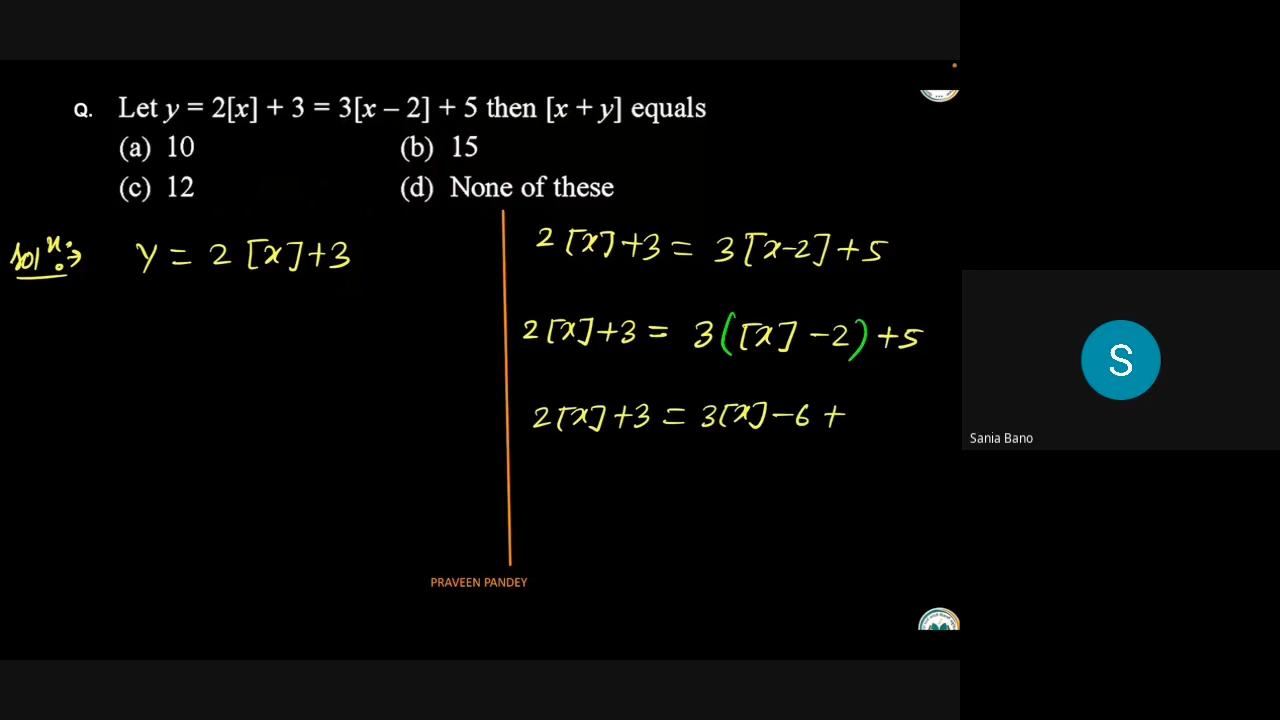 Q. Let y = 2[x] + 3 = 3[x – 2] + 5 then [x + y] equals
(a) 10 (b) 15
(c) 12 (d) None of these
Solⁿ:→ y = 2[x]+3
2[x]+3 = 3[x-2]+5
2[x]+3 = 3([x]-2)+5
2[x]+3 = 3[x]-6+
PRAVEEN PANDEY
S
Sania Bano